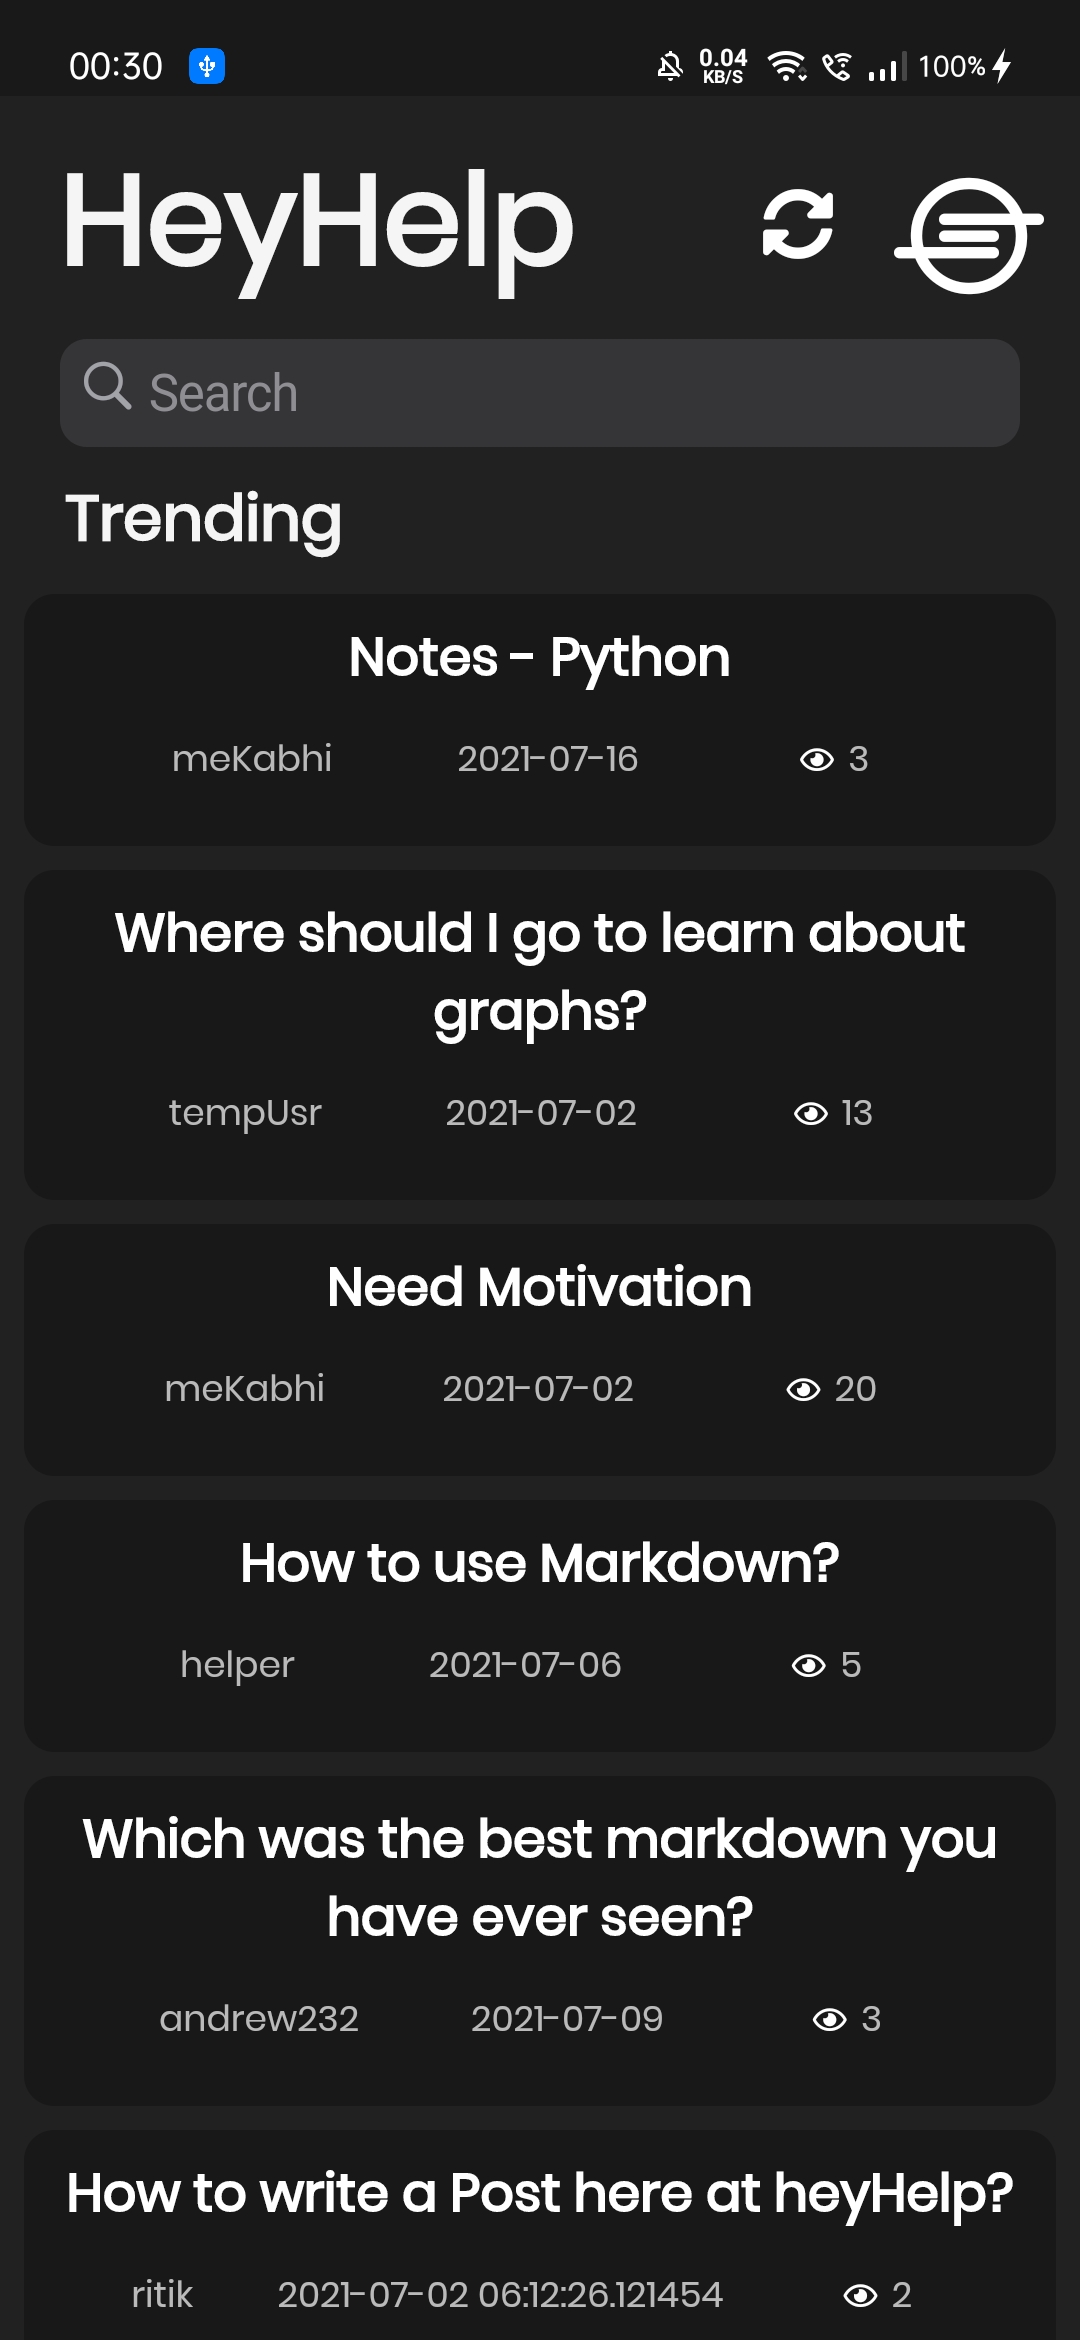 00:30 0.04 KB/S 100%
HeyHelp
Search
Trending
Notes - Python
meKabhi 2021-07-16 3
Where should I go to learn about
graphs?
tempUsr 2021-07-02 13
Need Motivation
meKabhi 2021-07-02 20
How to use Markdown?
helper 2021-07-06 5
Which was the best markdown you
have ever seen?
andrew232 2021-07-09 3
How to write a Post here at heyHelp?
ritik 2021-07-02 06:12:26.121454 2